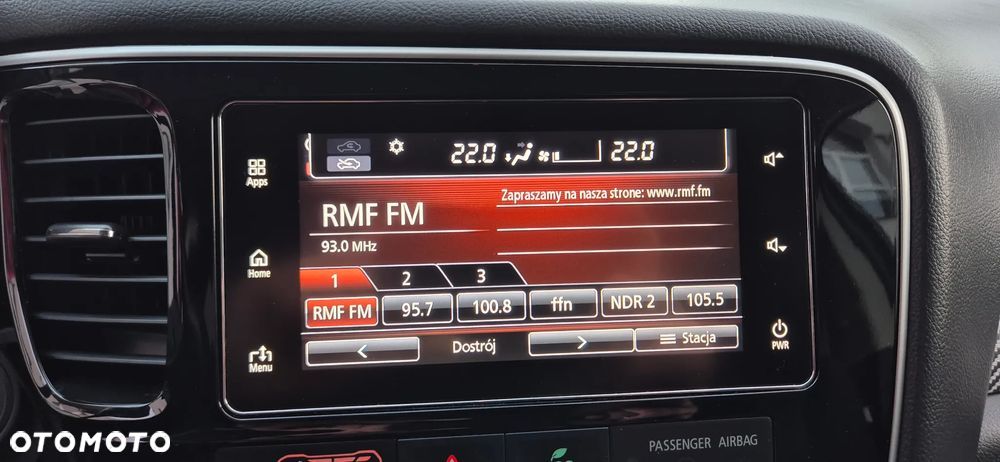 22.0 22.0
Apps
Zapraszamy na nasza strone: www.rmf.fm
RMF FM
93.0 MHz
Home
1 2 3
RMF FM 95.7 100.8 ffn NDR 2 105.5
< Dostrój > Stacja
Menu
PWR
PASSENGER AIRBAG
OTOMOTO